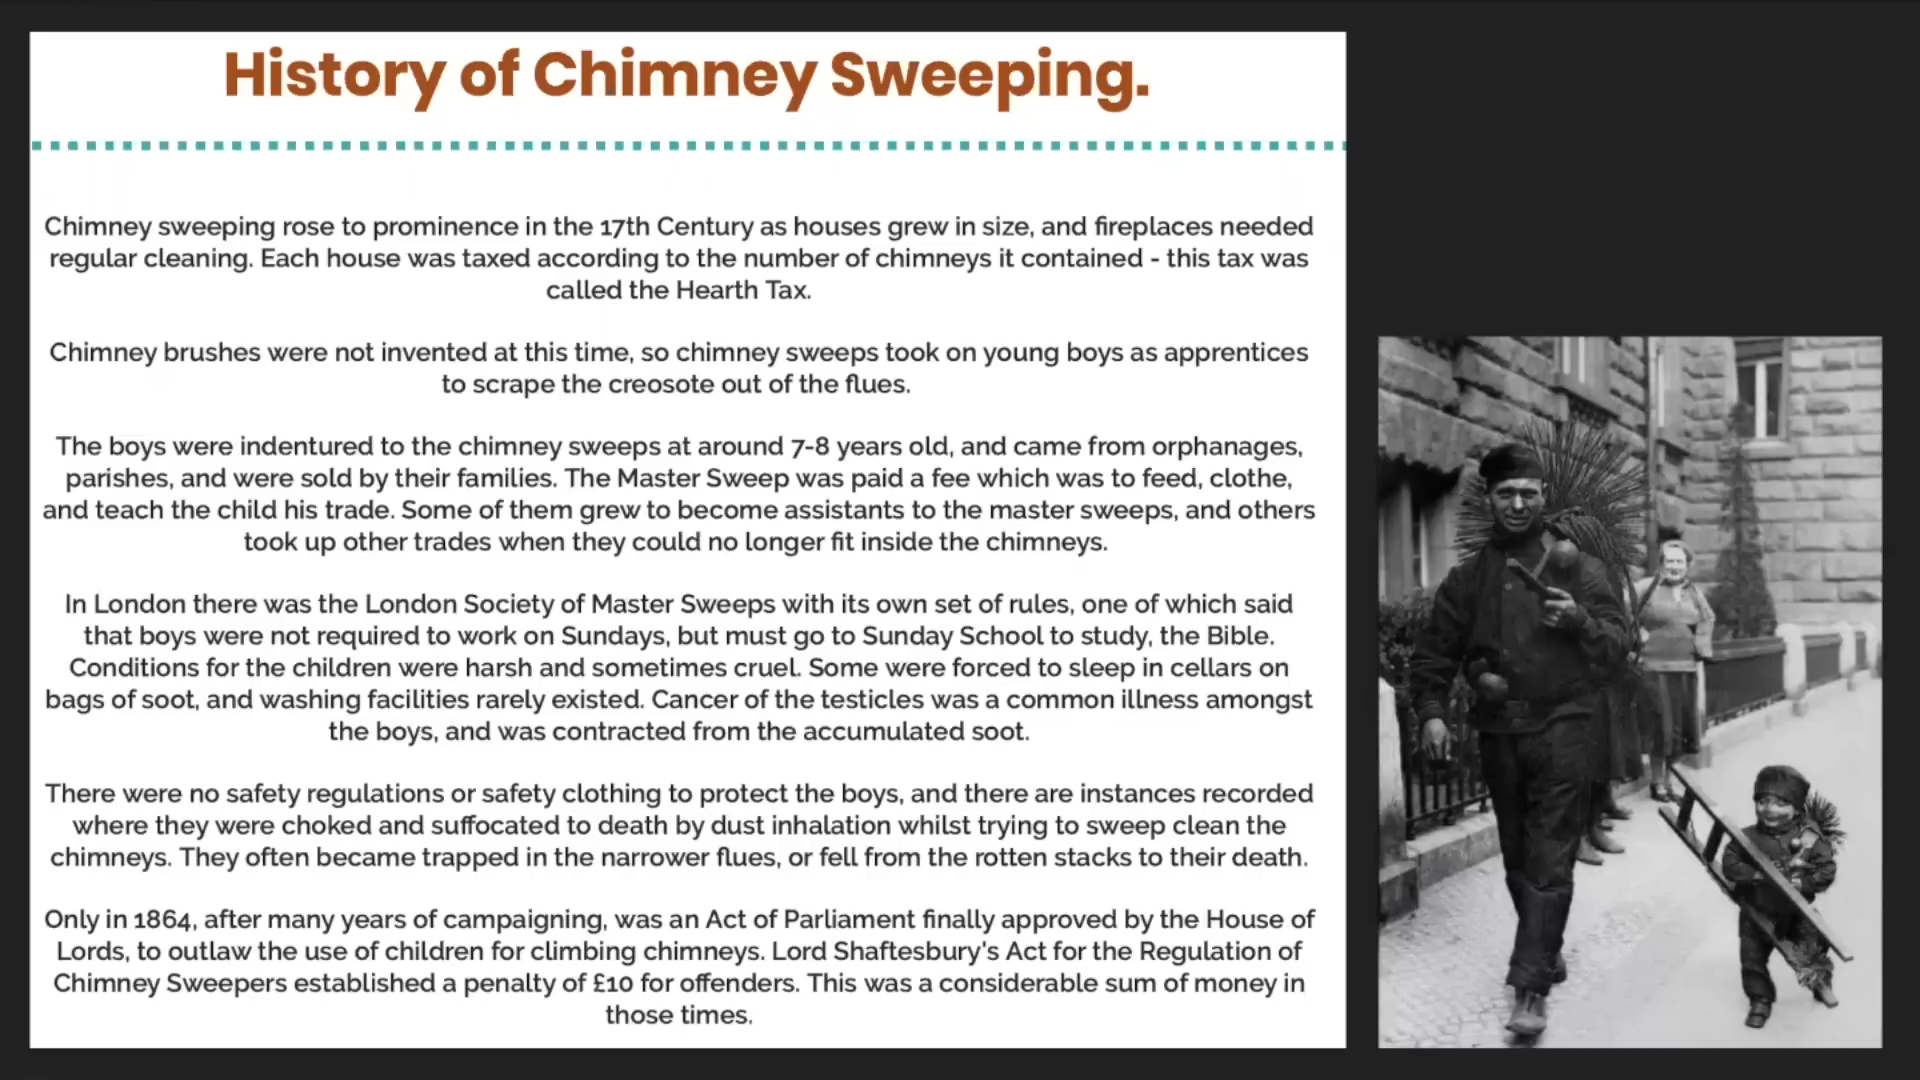 History of Chimney Sweeping.
Chimney sweeping rose to prominence in the 17th Century as houses grew in size, and fireplaces needed
regular cleaning. Each house was taxed according to the number of chimneys it contained - this tax was
called the Hearth Tax.
Chimney brushes were not invented at this time, so chimney sweeps took on young boys as apprentices
to scrape the creosote out of the flues.
The boys were indentured to the chimney sweeps at around 7-8 years old, and came from orphanages,
parishes, and were sold by their families. The Master Sweep was paid a fee which was to feed, clothe,
and teach the child his trade. Some of them grew to become assistants to the master sweeps, and others
took up other trades when they could no longer fit inside the chimneys.
In London there was the London Society of Master Sweeps with its own set of rules, one of which said
that boys were not required to work on Sundays, but must go to Sunday School to study, the Bible.
Conditions for the children were harsh and sometimes cruel. Some were forced to sleep in cellars on
bags of soot, and washing facilities rarely existed. Cancer of the testicles was a common illness amongst
the boys, and was contracted from the accumulated soot.
There were no safety regulations or safety clothing to protect the boys, and there are instances recorded
where they were choked and suffocated to death by dust inhalation whilst trying to sweep clean the
chimneys. They often became trapped in the narrower flues, or fell from the rotten stacks to their death.
Only in 1864, after many years of campaigning, was an Act of Parliament finally approved by the House of
Lords, to outlaw the use of children for climbing chimneys. Lord Shaftesbury's Act for the Regulation of
Chimney Sweepers established a penalty of £10 for offenders. This was a considerable sum of money in
those times.